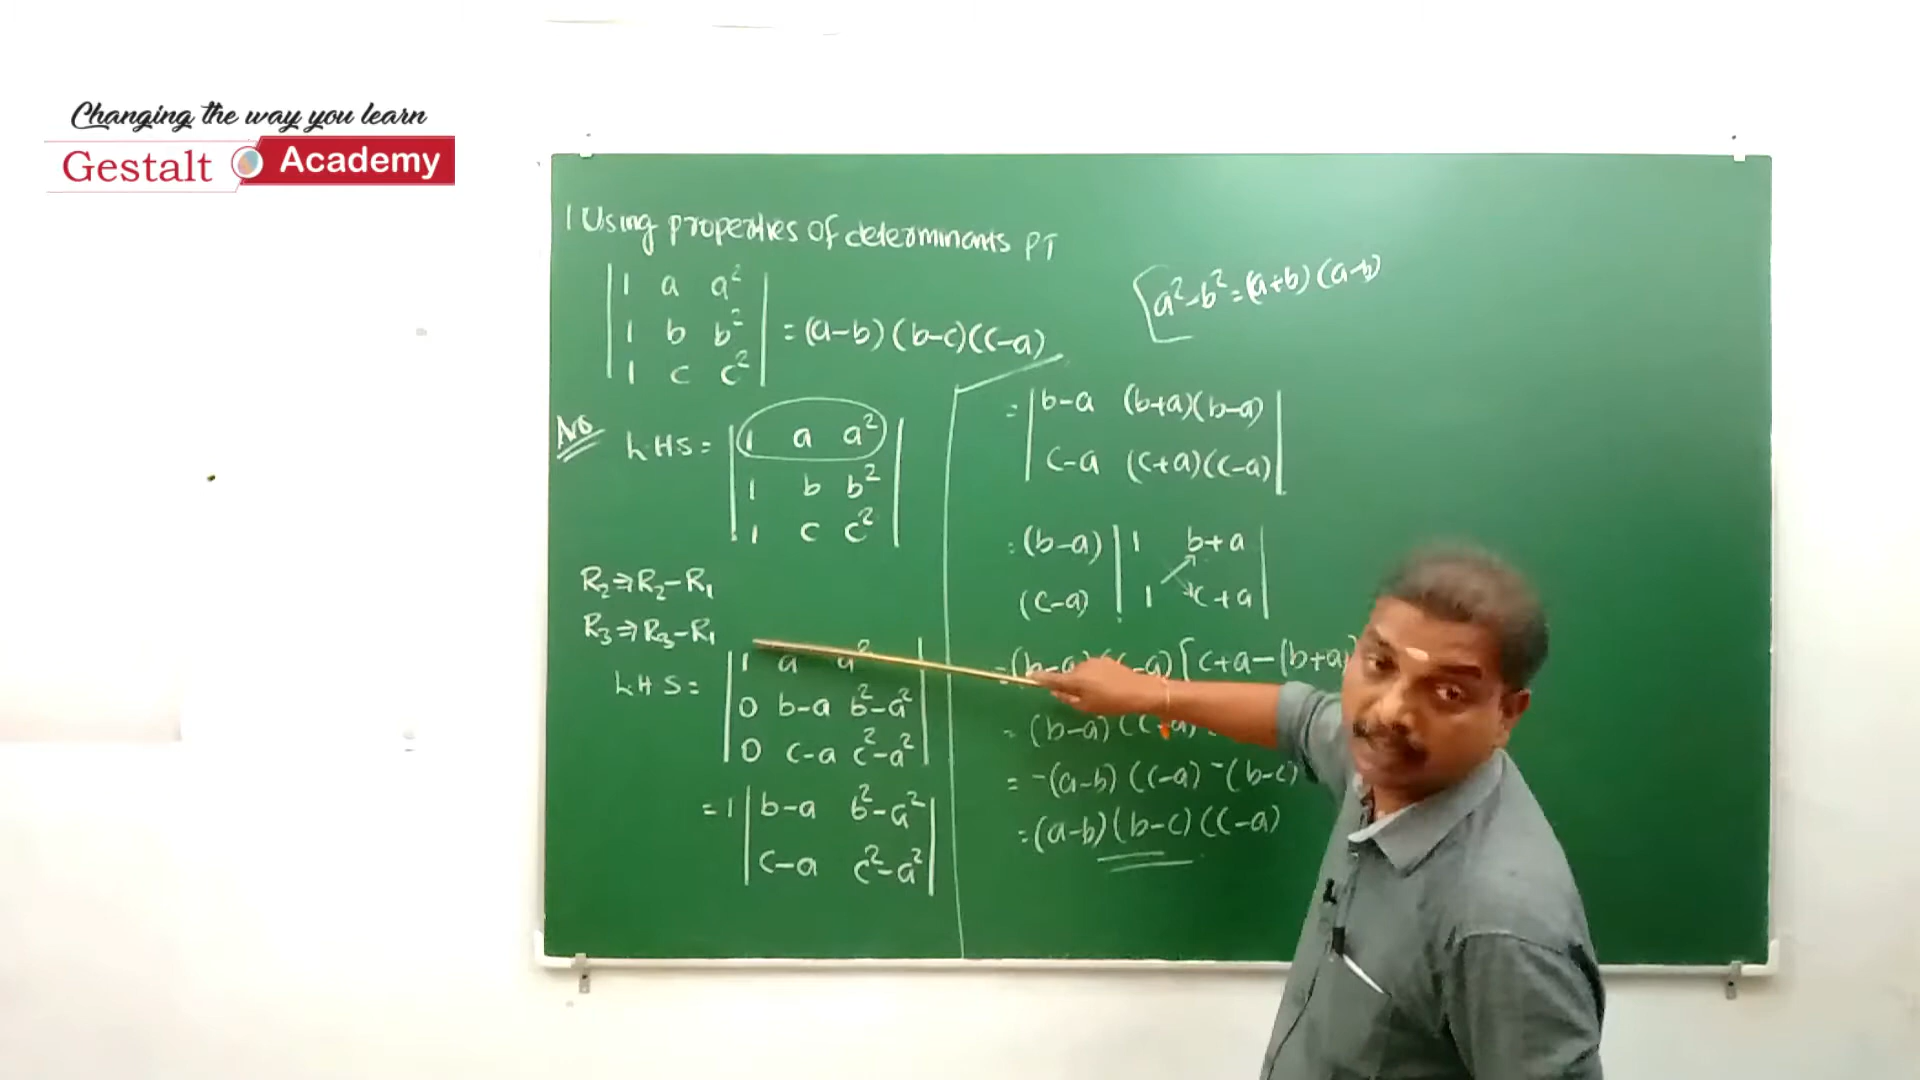 Changing the way you learn
Gestalt Academy
1 Using properties of determinants PT
| 1 a a² |
| 1 b b² | = (a-b)(b-c)(c-a)
| 1 c c² |
Ans
LHS = | 1 a a² |
| 1 b b² |
| 1 c c² |
R₂⇒R₂-R₁
R₃⇒R₃-R₁
LHS = | 1 a a² |
| 0 b-a b²-a² |
| 0 c-a c²-a² |
= 1 | b-a b²-a² |
| c-a c²-a² |
[a²-b² = (a+b)(a-b)
= | b-a (b+a)(b-a) |
| c-a (c+a)(c-a) |
= (b-a) | 1 b+a |
(c-a) | 1 c+a |
= (b-a)(c-a) [c+a-(b+a)
= (b-a)(c-a)
= -(a-b)(c-a) -(b-c)
= (a-b)(b-c)(c-a)